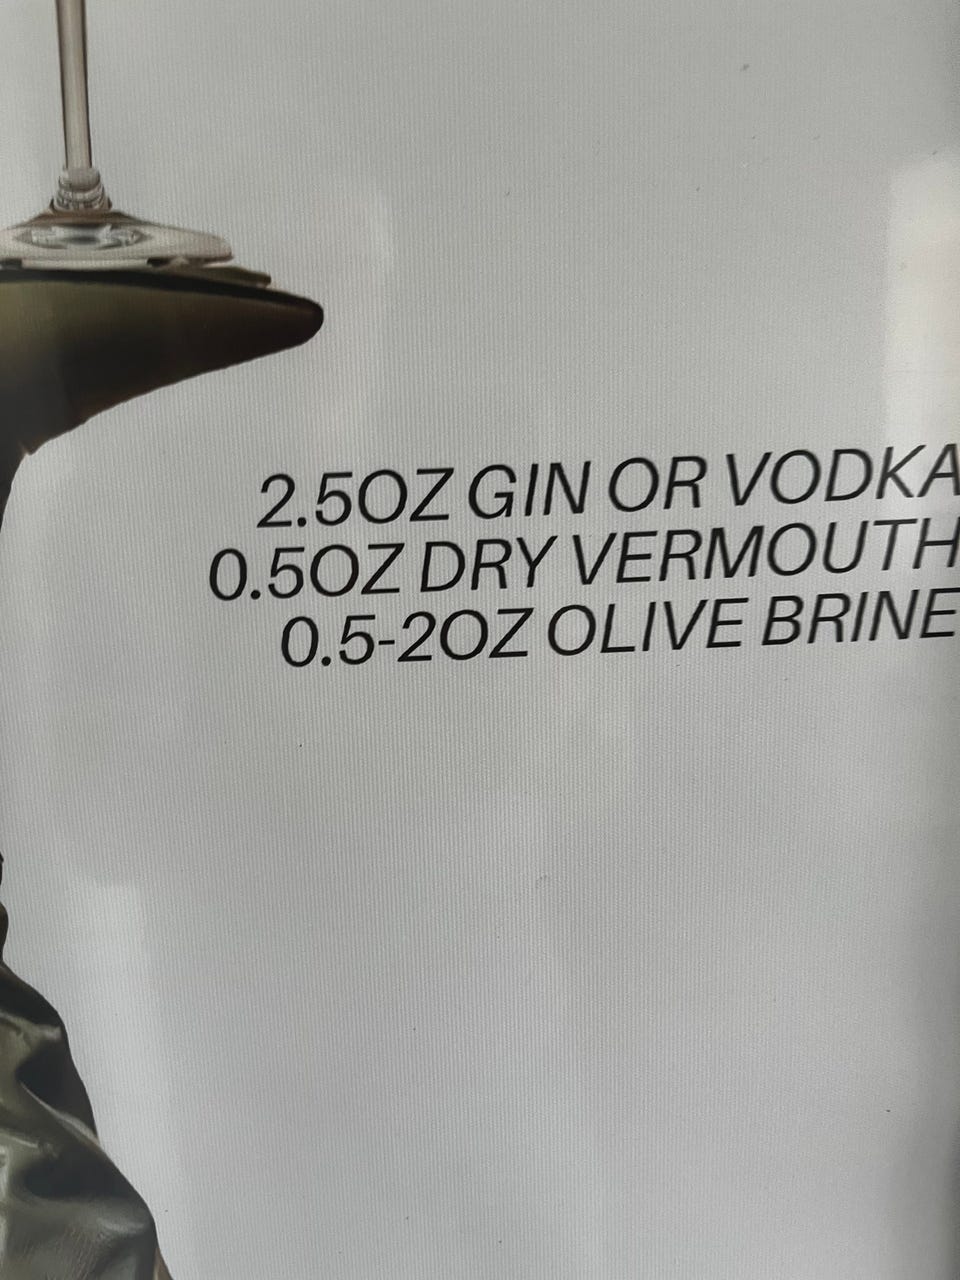 2.5OZ GIN OR VODKA
0.5OZ DRY VERMOUTH
0.5-2OZ OLIVE BRINE